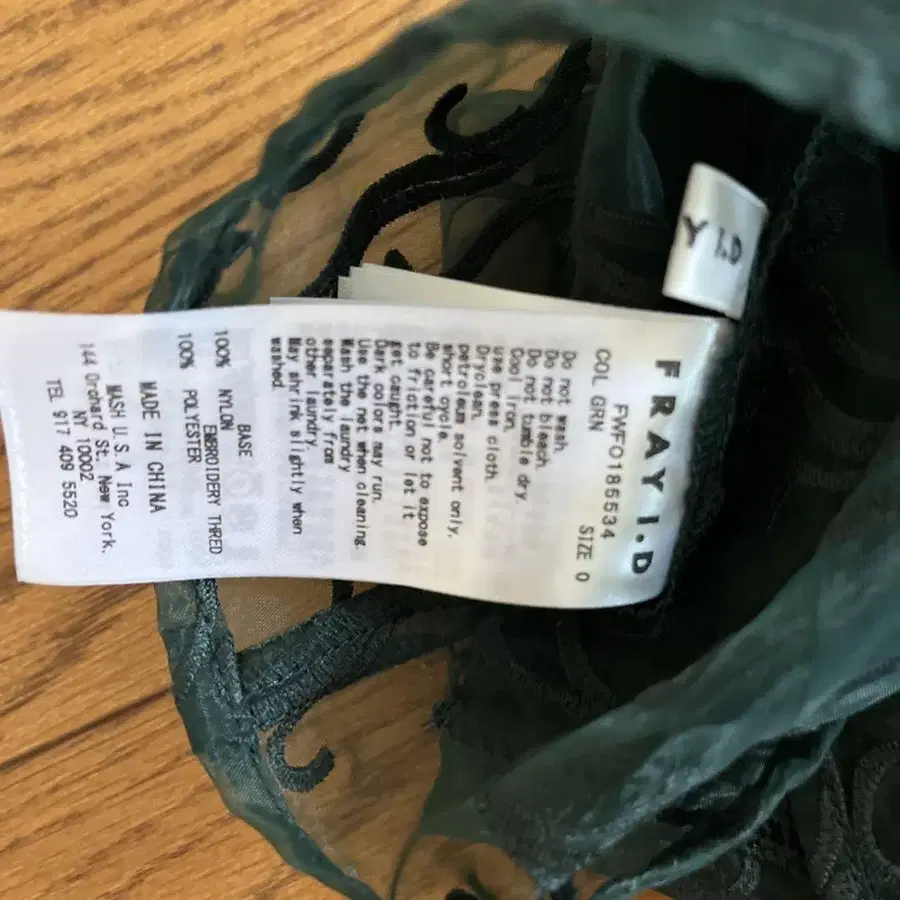 Y I.D
FRAY I.D
FWFO185534
COL GRN SIZE 0
Do not wash.
Do not bleach.
Do not tumble dry.
Cool iron,
use press cloth.
Dryclean.
petroleum solvent only,
short cycle.
Be careful not to expose
to friction or let it
get caught.
Dark colors may run.
Use the net when cleaning.
Wash the laundry
separately from
other laundry.
May shrink slightly when
washed.
BASE
100% NYLON
EMBROIDERY THRED
100% POLYESTER
MADE IN CHINA
MASH U.S.A Inc
144 Orchard St. New York,
NY 10002
TEL 917 409 5520